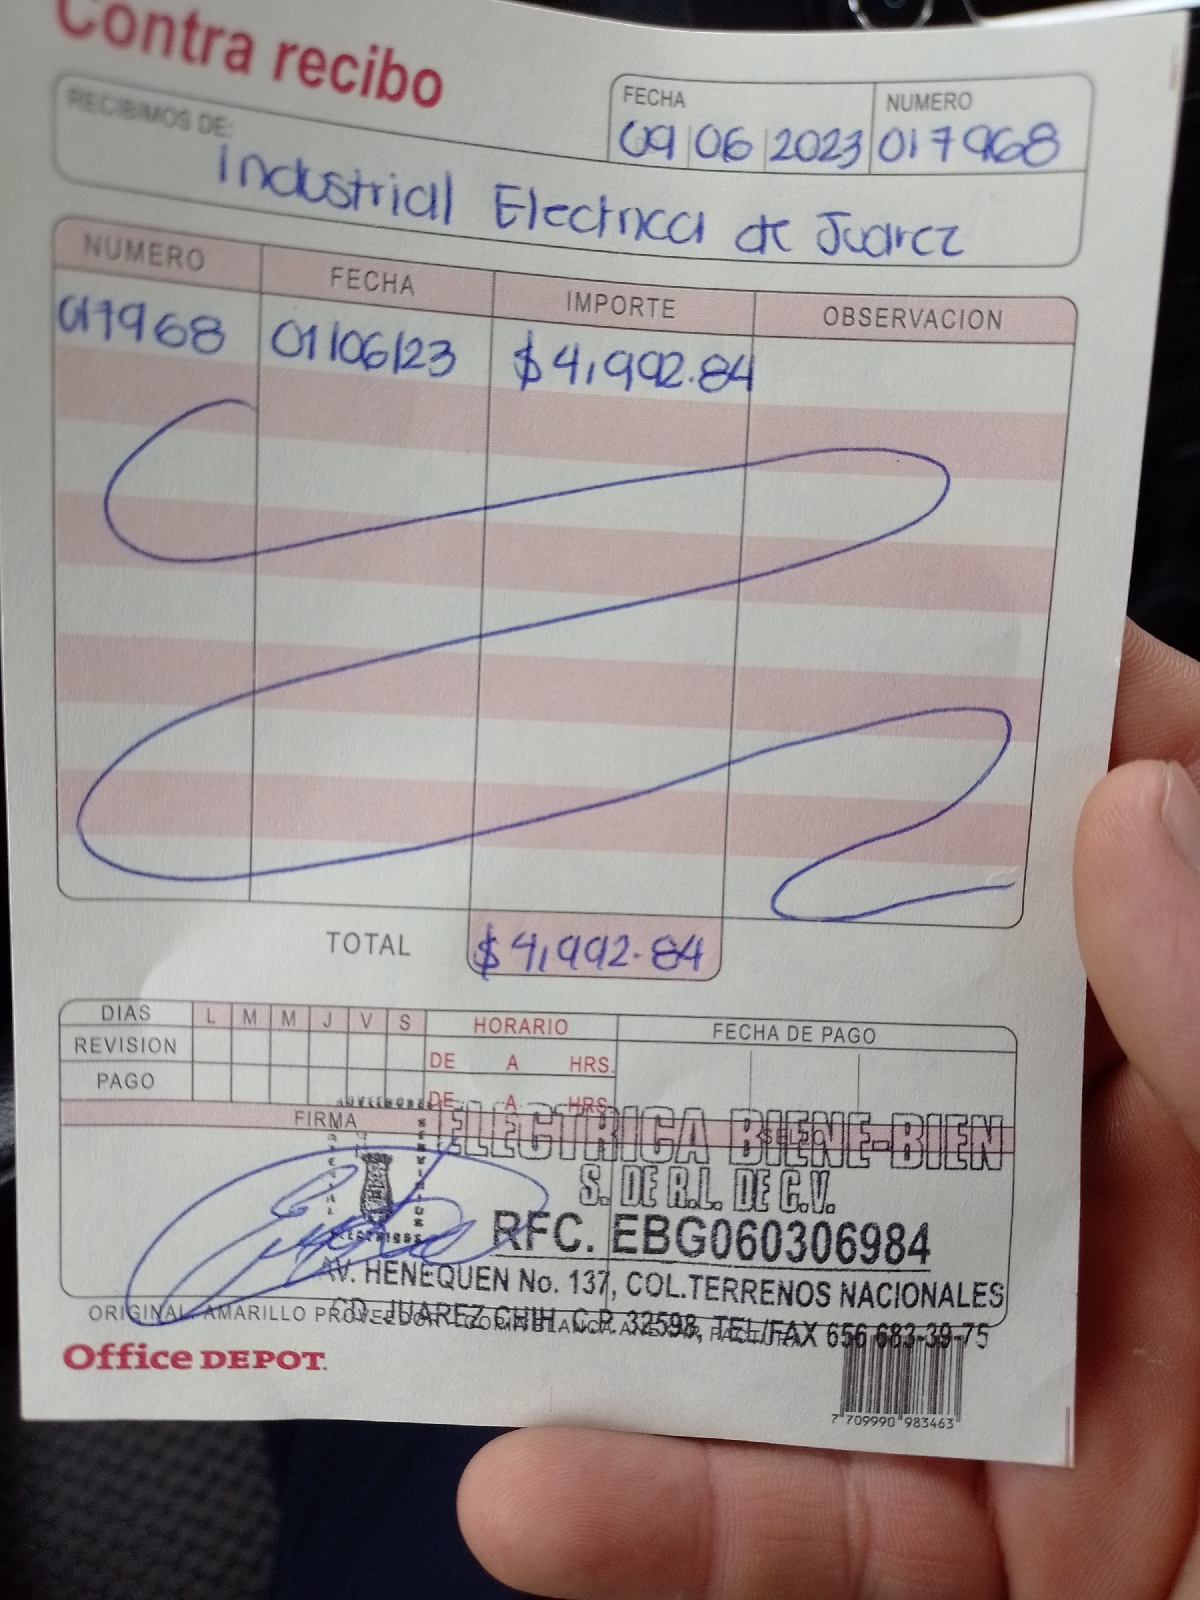 Contra recibo
FECHA
NUMERO
09 06 2023
017968
RECIBIMOS DE:
Industrial Electrica de Juarez
NUMERO FECHA IMPORTE OBSERVACION
017968 01/06/23 $4,992.84
TOTAL $4,992.84
DIAS L M M J V S HORARIO FECHA DE PAGO
REVISION DE A HRS.
PAGO DE A HRS.
FIRMA
ELECTRICA BIENE-BIEN
S. DE R.L. DE C.V.
RFC. EBG060306984
AV. HENEQUEN No. 137, COL.TERRENOS NACIONALES
CD. JUAREZ CHIH. C.P. 32598, TEL/FAX 656 683-39-75
ORIGINAL AMARILLO
Office DEPOT.
7 709990 983463